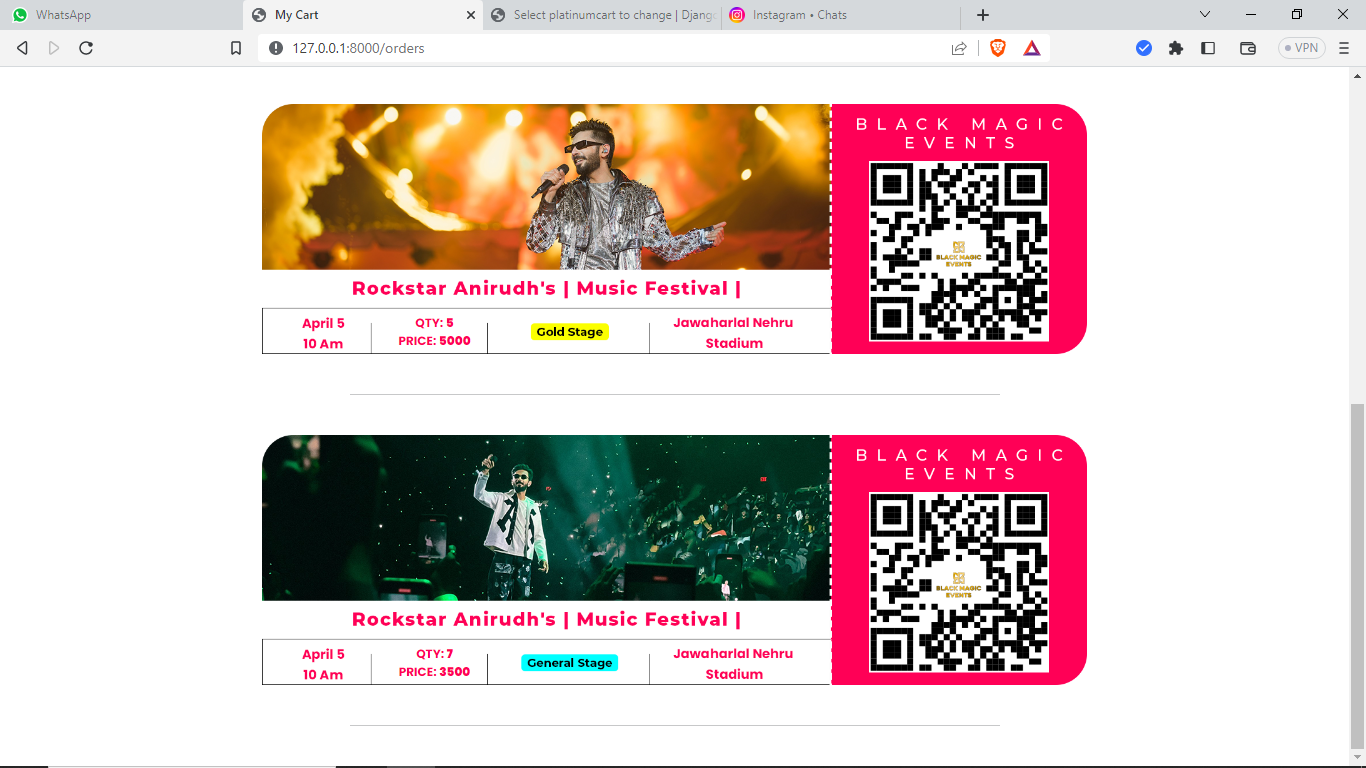 WhatsApp
My Cart
Select platinumcart to change | Djang
Instagram • Chats
127.0.0.1:8000/orders
VPN
BLACK MAGIC
EVENTS
BLACK MAGIC
EVENTS
Rockstar Anirudh's | Music Festival |
April 5
10 Am
QTY: 5
PRICE: 5000
Gold Stage
Jawaharlal Nehru
Stadium
BLACK MAGIC
EVENTS
BLACK MAGIC
EVENTS
Rockstar Anirudh's | Music Festival |
April 5
10 Am
QTY: 7
PRICE: 3500
General Stage
Jawaharlal Nehru
Stadium